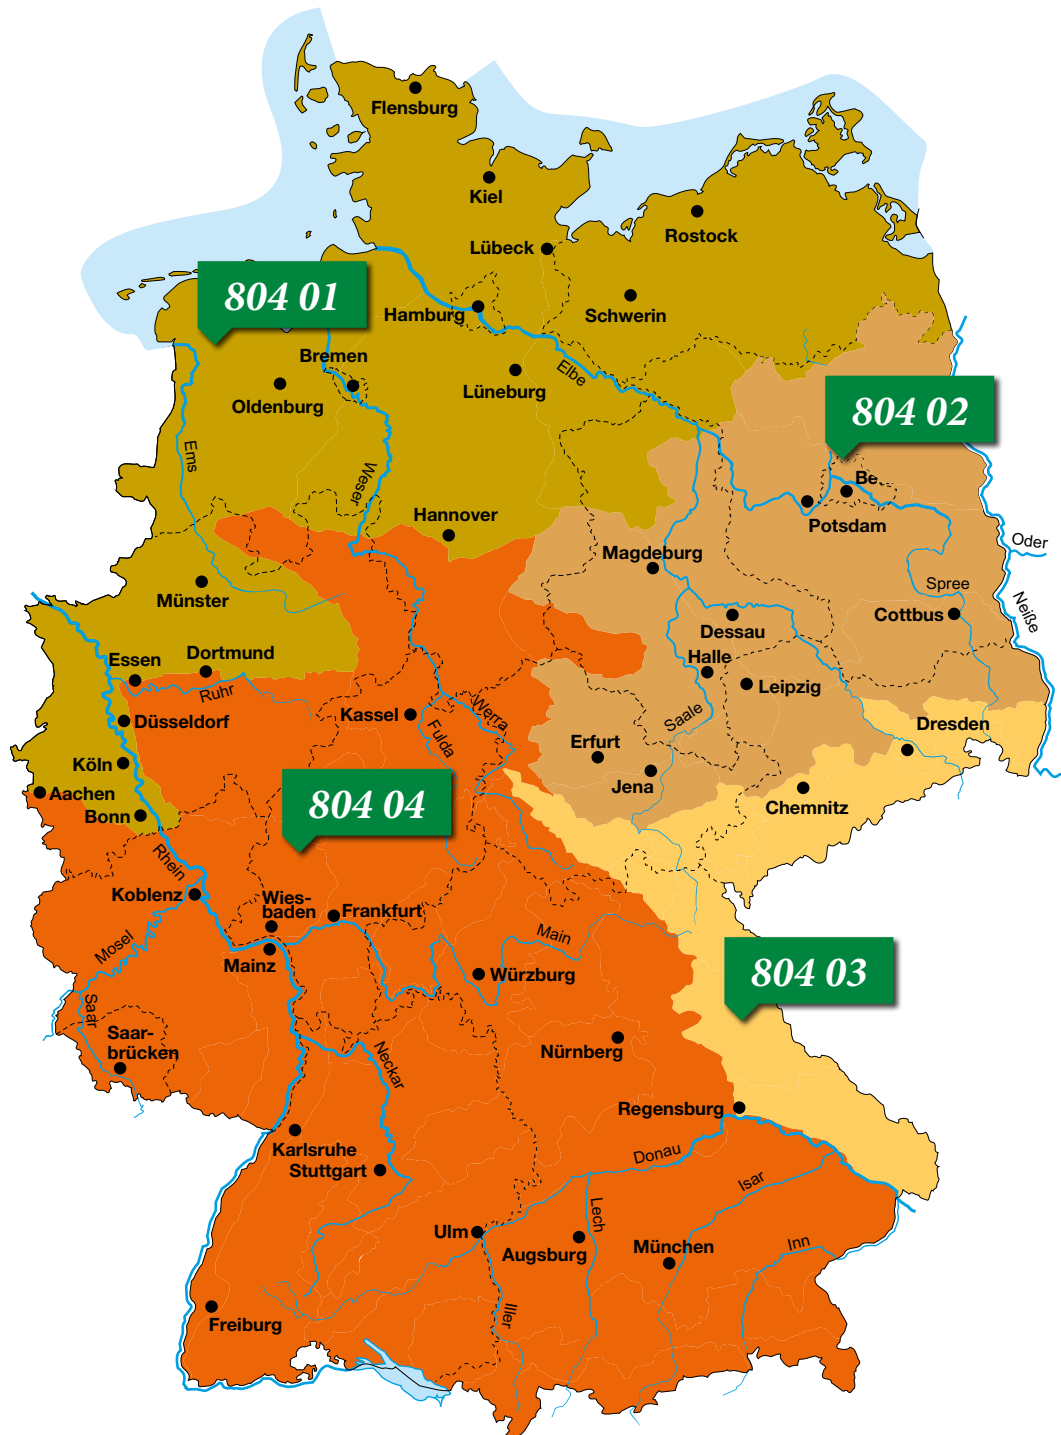 Flensburg
Kiel
Rostock
Lübeck
804 01
Schwerin
Hamburg
Bremen
Elbe
Lüneburg
Oldenburg
804 02
Ems
Weser
Be
Hannover
Potsdam
Oder
Magdeburg
Spree
Münster
Neiße
Cottbus
Dessau
Essen
Dortmund
Halle
Leipzig
Ruhr
Düsseldorf
Kassel
Werra
Saale
Dresden
Fulda
Erfurt
Köln
Jena
Aachen
804 04
Chemnitz
Bonn
Rhein
Koblenz
Wies-
baden
Frankfurt
Mosel
Main
Mainz
Würzburg
804 03
Saar
Saar-
brücken
Nürnberg
Neckar
Regensburg
Karlsruhe
Stuttgart
Donau
Isar
Lech
Ulm
Augsburg
München
Inn
Iller
Freiburg